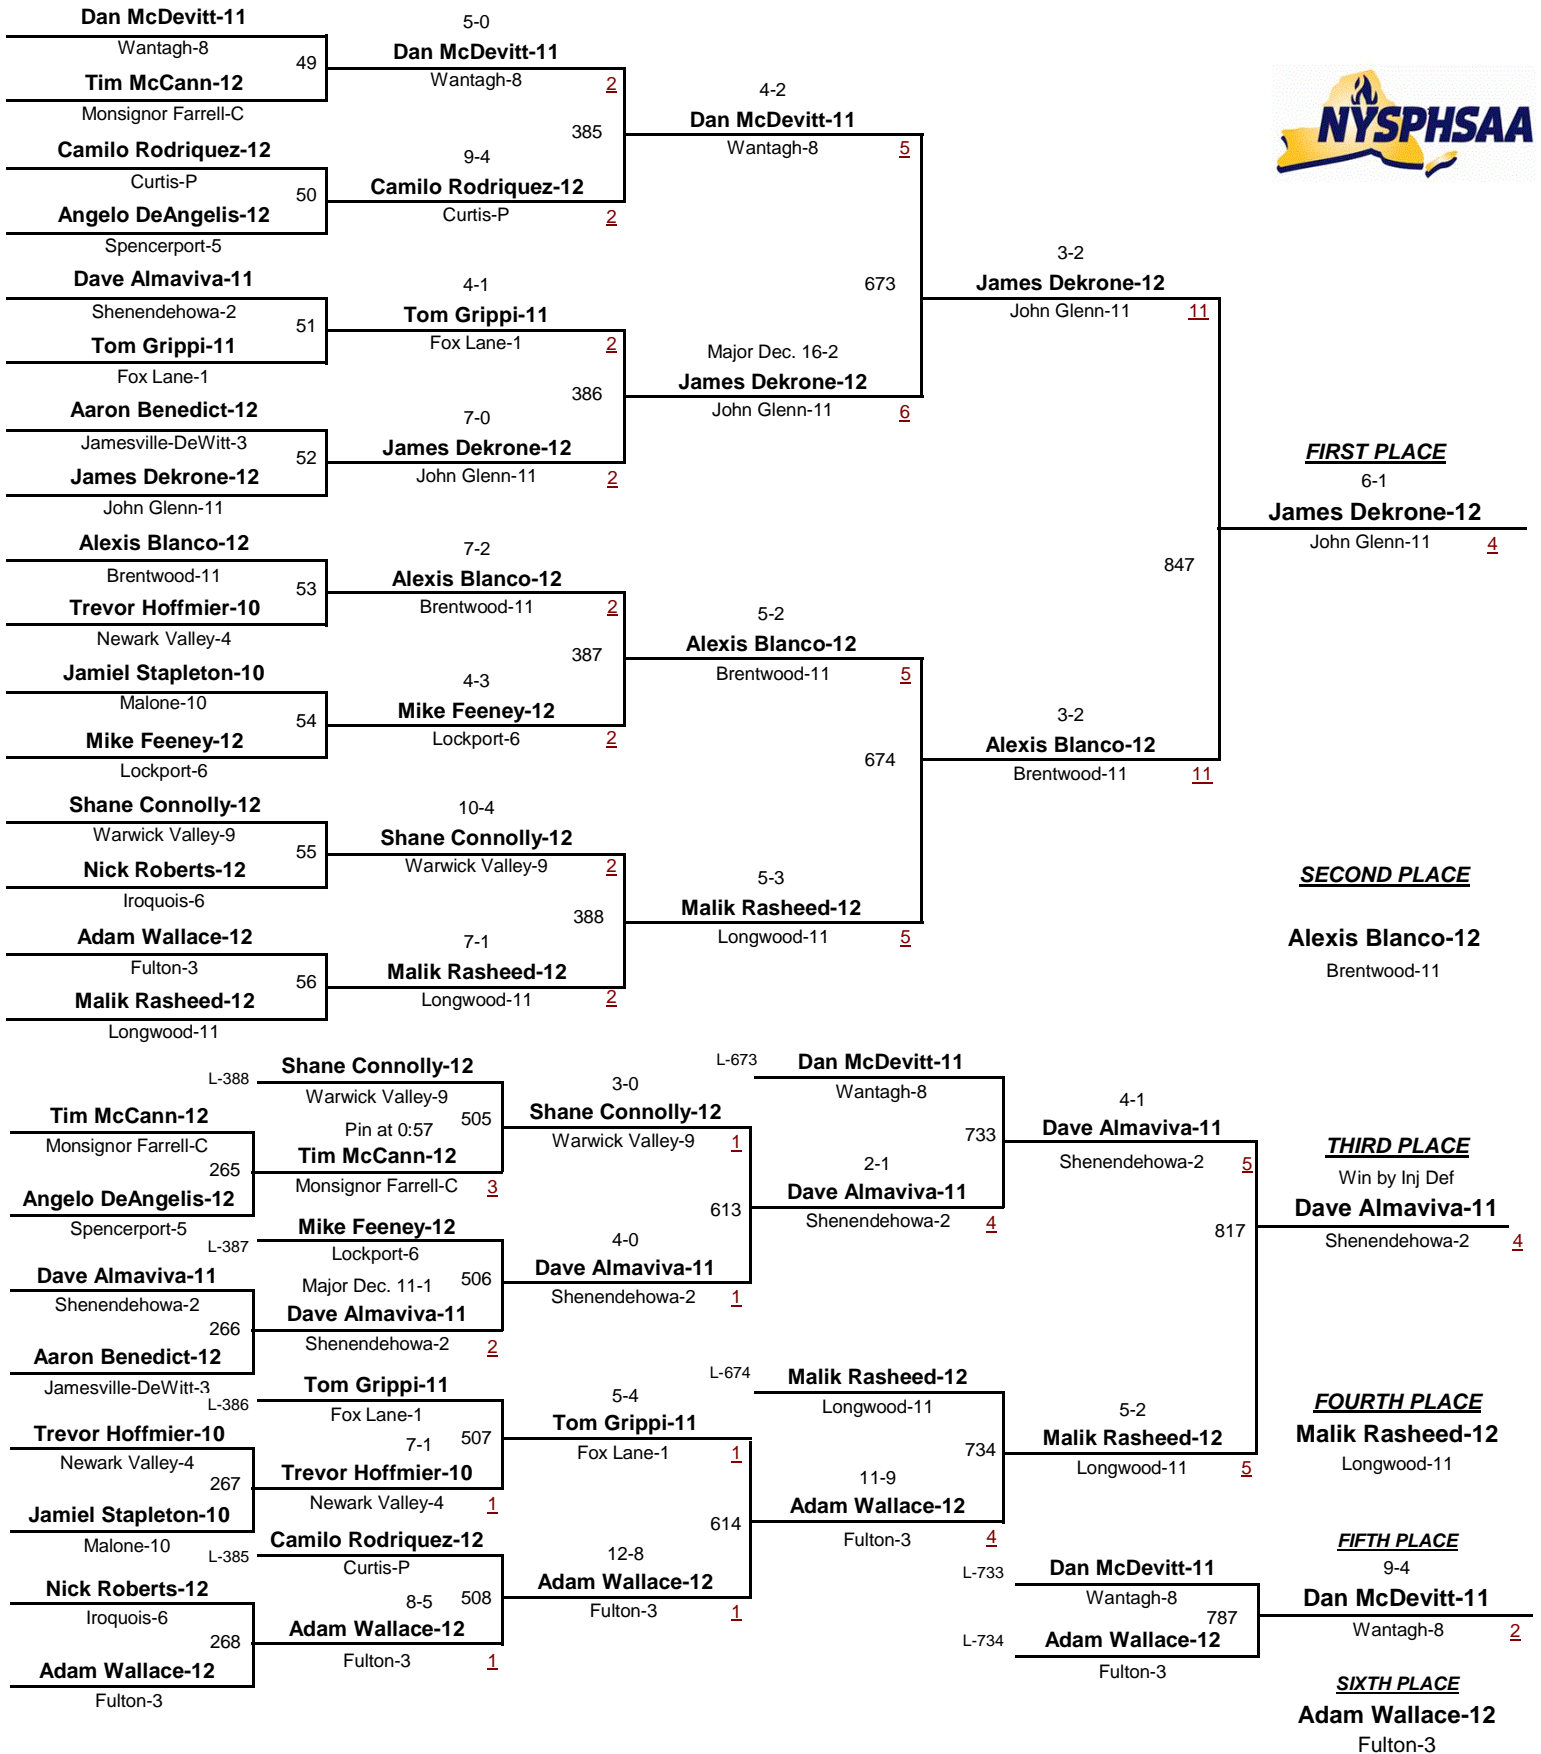 Dan McDevitt-11
Wantagh-8
49
Tim McCann-12
Monsignor Farrell-C
Camilo Rodriquez-12
Curtis-P
50
Angelo DeAngelis-12
Spencerport-5
Dave Almaviva-11
Shenendehowa-2
51
Tom Grippi-11
Fox Lane-1
Aaron Benedict-12
Jamesville-DeWitt-3
52
James Dekrone-12
John Glenn-11
Alexis Blanco-12
Brentwood-11
53
Trevor Hoffmier-10
Newark Valley-4
Jamiel Stapleton-10
Malone-10
54
Mike Feeney-12
Lockport-6
Shane Connolly-12
Warwick Valley-9
55
Nick Roberts-12
Iroquois-6
Adam Wallace-12
Fulton-3
56
Malik Rasheed-12
Longwood-11
5-0
Dan McDevitt-11
Wantagh-8 2
385
9-4
Camilo Rodriquez-12
Curtis-P 2
4-1
Tom Grippi-11
Fox Lane-1 2
386
7-0
James Dekrone-12
John Glenn-11 2
7-2
Alexis Blanco-12
Brentwood-11 2
387
4-3
Mike Feeney-12
Lockport-6 2
10-4
Shane Connolly-12
Warwick Valley-9 2
388
7-1
Malik Rasheed-12
Longwood-11 2
4-2
Dan McDevitt-11
Wantagh-8 5
673
Major Dec. 16-2
James Dekrone-12
John Glenn-11 6
5-2
Alexis Blanco-12
Brentwood-11 5
674
5-3
Malik Rasheed-12
Longwood-11 5
3-2
James Dekrone-12
John Glenn-11 11
847
3-2
Alexis Blanco-12
Brentwood-11 11
NYSPHSAA
FIRST PLACE
6-1
James Dekrone-12
John Glenn-11 4
SECOND PLACE
Alexis Blanco-12
Brentwood-11
Tim McCann-12
Monsignor Farrell-C
265
Angelo DeAngelis-12
Spencerport-5
Dave Almaviva-11
Shenendehowa-2
266
Aaron Benedict-12
Jamesville-DeWitt-3
Trevor Hoffmier-10
Newark Valley-4
267
Jamiel Stapleton-10
Malone-10
Nick Roberts-12
Iroquois-6
268
Adam Wallace-12
Fulton-3
L-388 Shane Connolly-12
Warwick Valley-9
505
Pin at 0:57
Tim McCann-12
Monsignor Farrell-C 3
L-387 Mike Feeney-12
Lockport-6
506
Major Dec. 11-1
Dave Almaviva-11
Shenendehowa-2 2
L-386 Tom Grippi-11
Fox Lane-1
7-1 507
Trevor Hoffmier-10
Newark Valley-4 1
L-385 Camilo Rodriquez-12
Curtis-P
8-5 508
Adam Wallace-12
Fulton-3 1
3-0
Shane Connolly-12
Warwick Valley-9 1
613
4-0
Dave Almaviva-11
Shenendehowa-2 1
5-4
Tom Grippi-11
Fox Lane-1 1
614
12-8
Adam Wallace-12
Fulton-3 1
L-673 Dan McDevitt-11
Wantagh-8
733
2-1
Dave Almaviva-11
Shenendehowa-2 4
L-674 Malik Rasheed-12
Longwood-11
734
11-9
Adam Wallace-12
Fulton-3 4
4-1
Dave Almaviva-11
Shenendehowa-2 5
817
5-2
Malik Rasheed-12
Longwood-11 5
L-733 Dan McDevitt-11
Wantagh-8
787
L-734 Adam Wallace-12
Fulton-3
THIRD PLACE
Win by Inj Def
Dave Almaviva-11
Shenendehowa-2 4
FOURTH PLACE
Malik Rasheed-12
Longwood-11
FIFTH PLACE
9-4
Dan McDevitt-11
Wantagh-8 2
SIXTH PLACE
Adam Wallace-12
Fulton-3